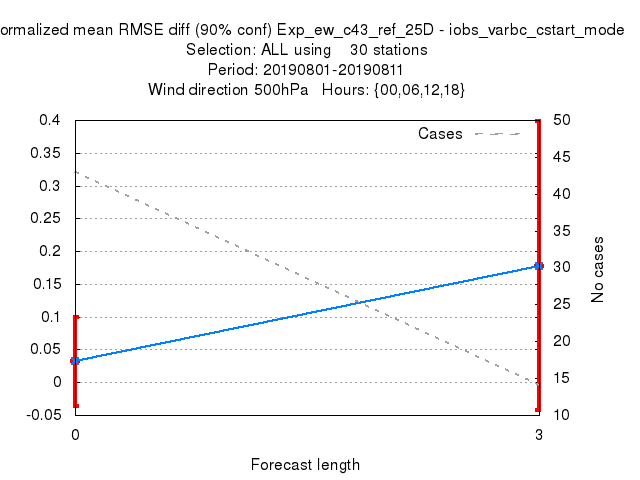 ormalized mean RMSE diff (90% conf) Exp_ew_c43_ref_25D - iobs_varbc_cstart_mode
Selection: ALL using 30 stations
Period: 20190801-20190811
Wind direction 500hPa Hours: {00,06,12,18}
Cases
0.4
0.35
0.3
0.25
0.2
0.15
0.1
0.05
0
-0.05
50
45
40
35
30
25
20
15
10
No cases
0 3
Forecast length